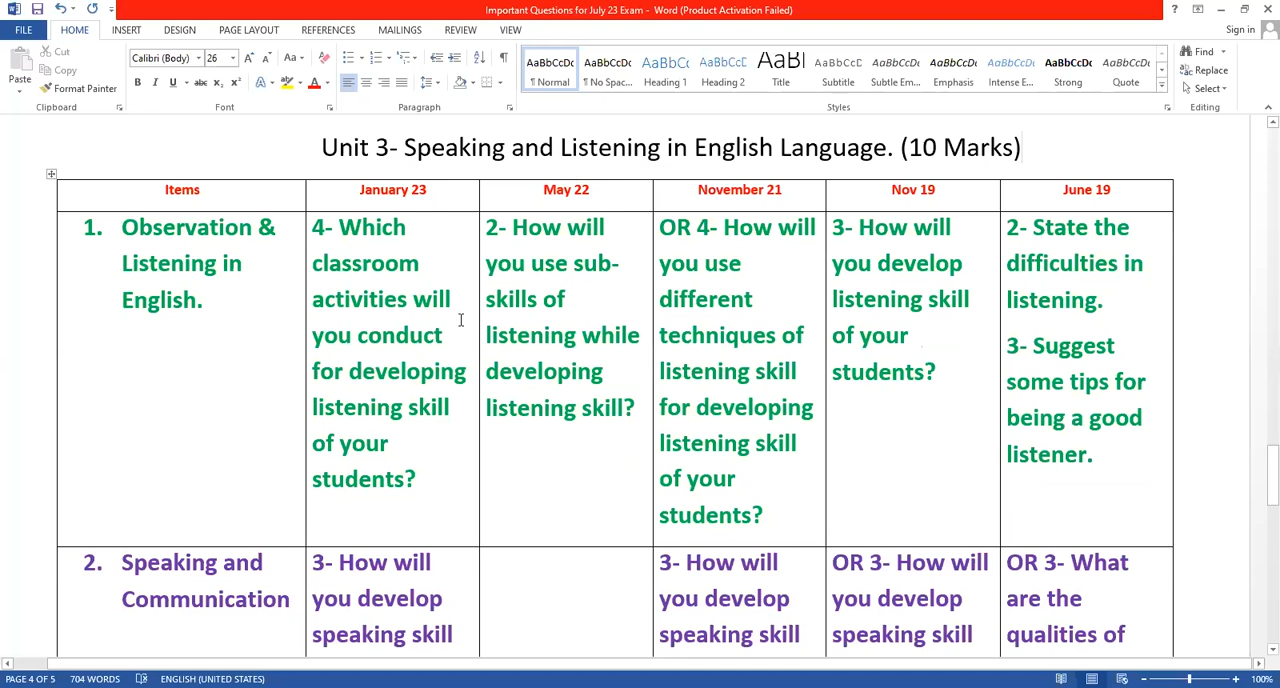 Important Questions for July 23 Exam - Word (Product Activation Failed)
?
FILE HOME INSERT DESIGN PAGE LAYOUT REFERENCES MAILINGS REVIEW VIEW Sign in
Paste
Cut
Copy
Format Painter
Clipboard
Calibri (Body) 26
Font
Paragraph
AaBbCcDc AaBbCcDc AaBbCc AaBbCcD AaBl AaBbCcD AaBbCcDc AaBbCcDc AaBbCcDc AaBbCcDc AaBbCcDc
¶ Normal ¶ No Spac... Heading 1 Heading 2 Title Subtitle Subtle Em... Emphasis Intense E... Strong Quote
Styles
Find
Replace
Select
Editing
Unit 3- Speaking and Listening in English Language. (10 Marks)
Items January 23 May 22 November 21 Nov 19 June 19
1. Observation &
Listening in
English.
4- Which
classroom
activities will
you conduct
for developing
listening skill
of your
students?
2- How will
you use sub-
skills of
listening while
developing
listening skill?
OR 4- How will
you use
different
techniques of
listening skill
for developing
listening skill
of your
students?
3- How will
you develop
listening skill
of your
students?
2- State the
difficulties in
listening.
3- Suggest
some tips for
being a good
listener.
2. Speaking and
Communication
3- How will
you develop
speaking skill
3- How will
you develop
speaking skill
OR 3- How will
you develop
speaking skill
OR 3- What
are the
qualities of
PAGE 4 OF 5 704 WORDS ENGLISH (UNITED STATES) 100%